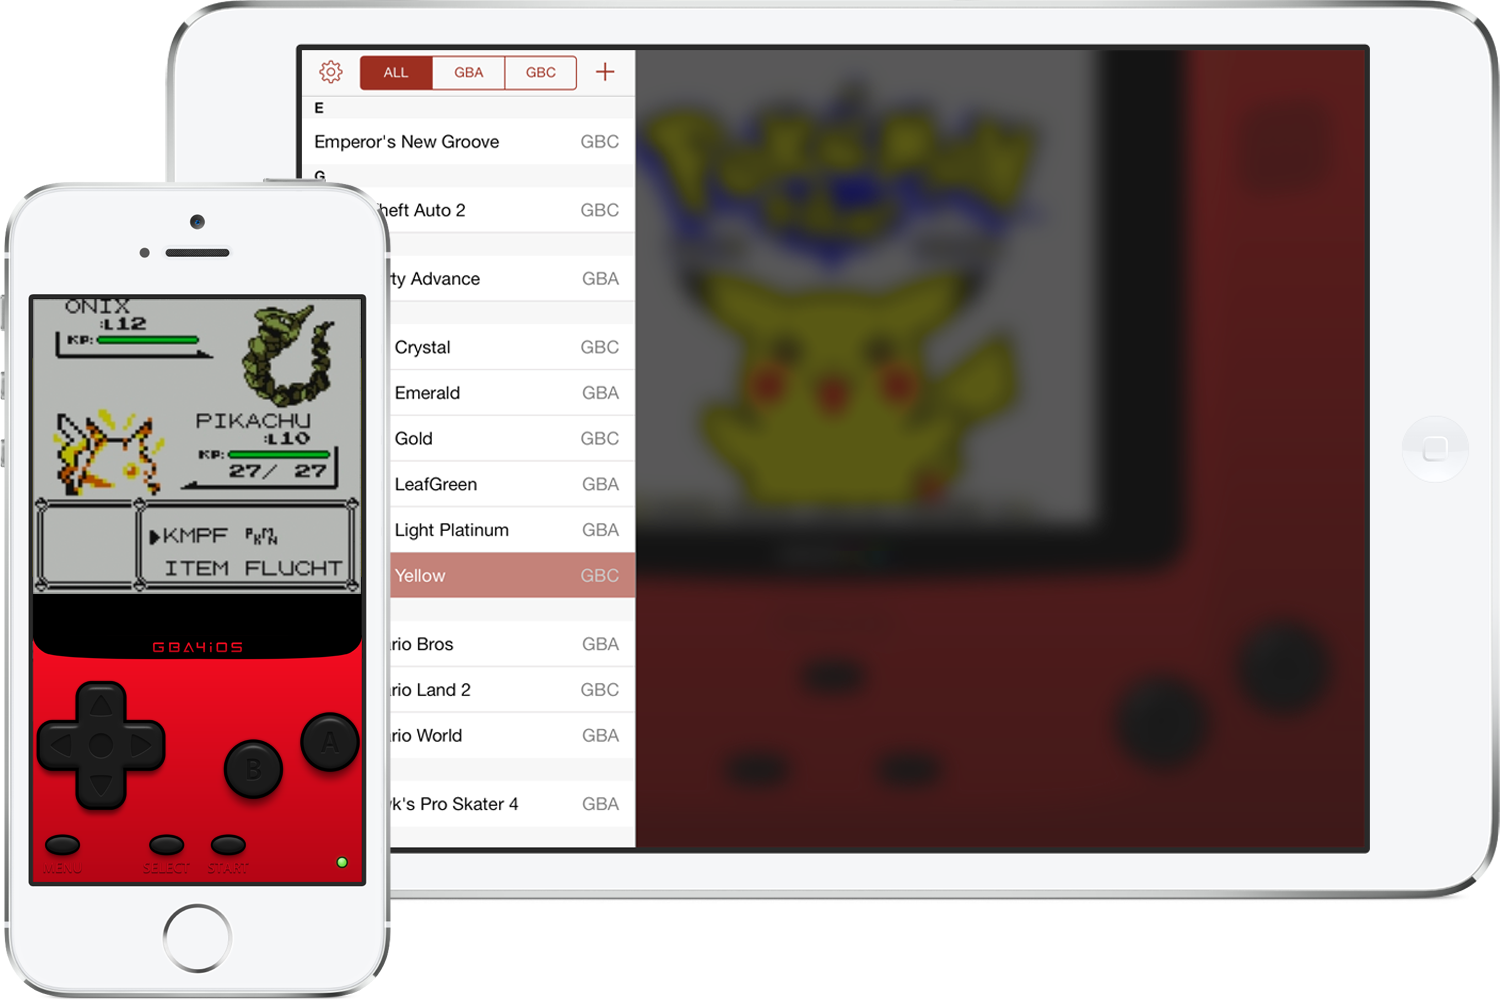 ALL GBA GBC +
E
Emperor's New Groove GBC
G
heft Auto 2 GBC
ty Advance GBA
Crystal GBC
Emerald GBA
Gold GBC
LeafGreen GBA
Light Platinum GBA
Yellow GBC
rio Bros GBA
rio Land 2 GBC
rio World GBA
k's Pro Skater 4 GBA
ONIX
:L12
KP:
PIKACHU
:L10
KP:
27/ 27
KMPF PKMN
ITEM FLUCHT
GBA4iOS
A
B
MENU SELECT START